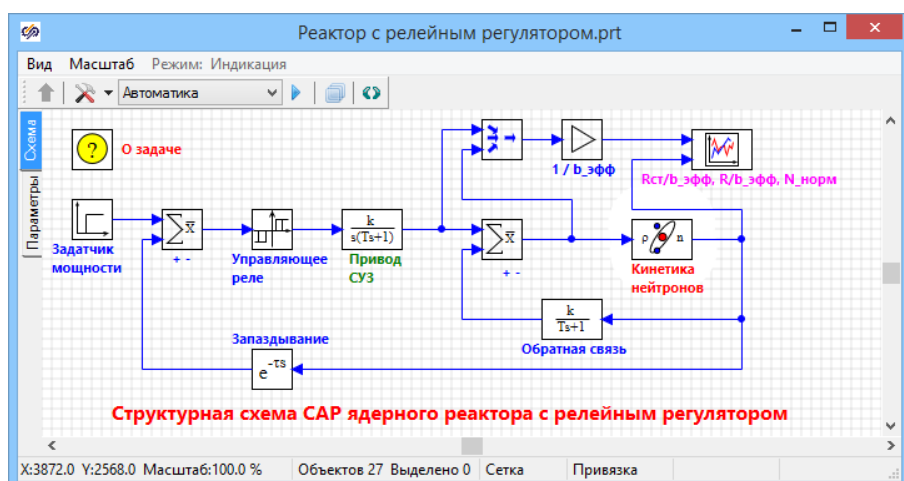 Реактор с релейным регулятором.prt
Вид Масштаб Режим: Индикация
Автоматика
Схема
Параметры
?
О задаче
1 / b_эфф
Rст/b_эфф, R/b_эфф, N_норм
Задатчик
мощности
∑x̅
+ -
Управляющее
реле
k
s(Ts+1)
Привод
СУЗ
∑x̅
+ -
ρ n
Кинетика
нейтронов
k
Ts+1
Обратная связь
Запаздывание
e^-τs
Структурная схема САР ядерного реактора с релейным регулятором
X:3872.0 Y:2568.0 Масштаб:100.0 % Объектов 27 Выделено 0 Сетка Привязка